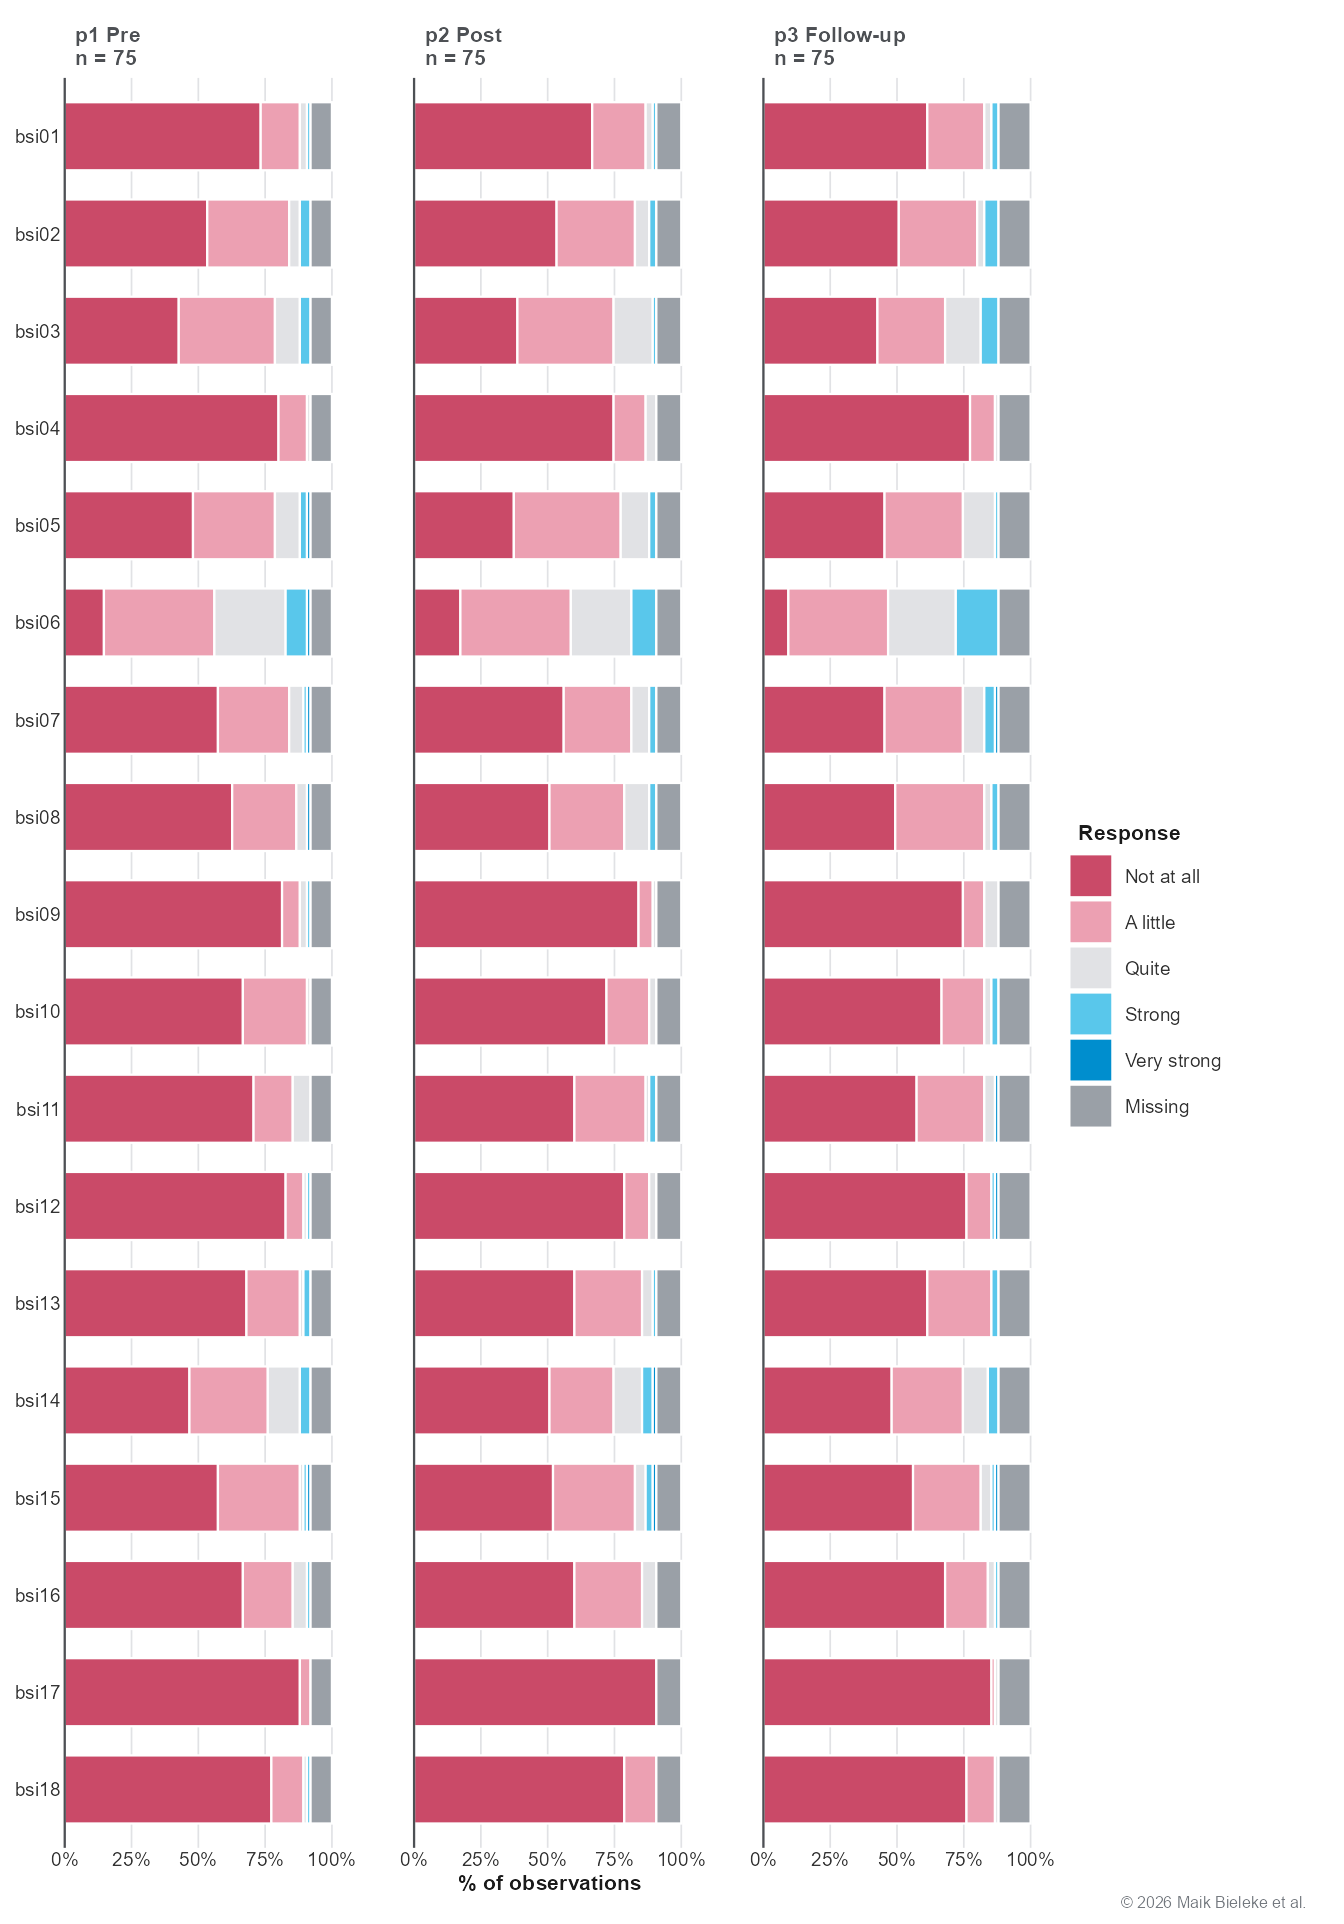 p1 Pre
n = 75
p2 Post
n = 75
p3 Follow-up
n = 75
bsi01
bsi02
bsi03
bsi04
bsi05
bsi06
bsi07
bsi08
bsi09
bsi10
bsi11
bsi12
bsi13
bsi14
bsi15
bsi16
bsi17
bsi18
0% 25% 50% 75% 100%
0% 25% 50% 75% 100%
0% 25% 50% 75% 100%
% of observations
Response
Not at all
A little
Quite
Strong
Very strong
Missing
© 2026 Maik Bieleke et al.